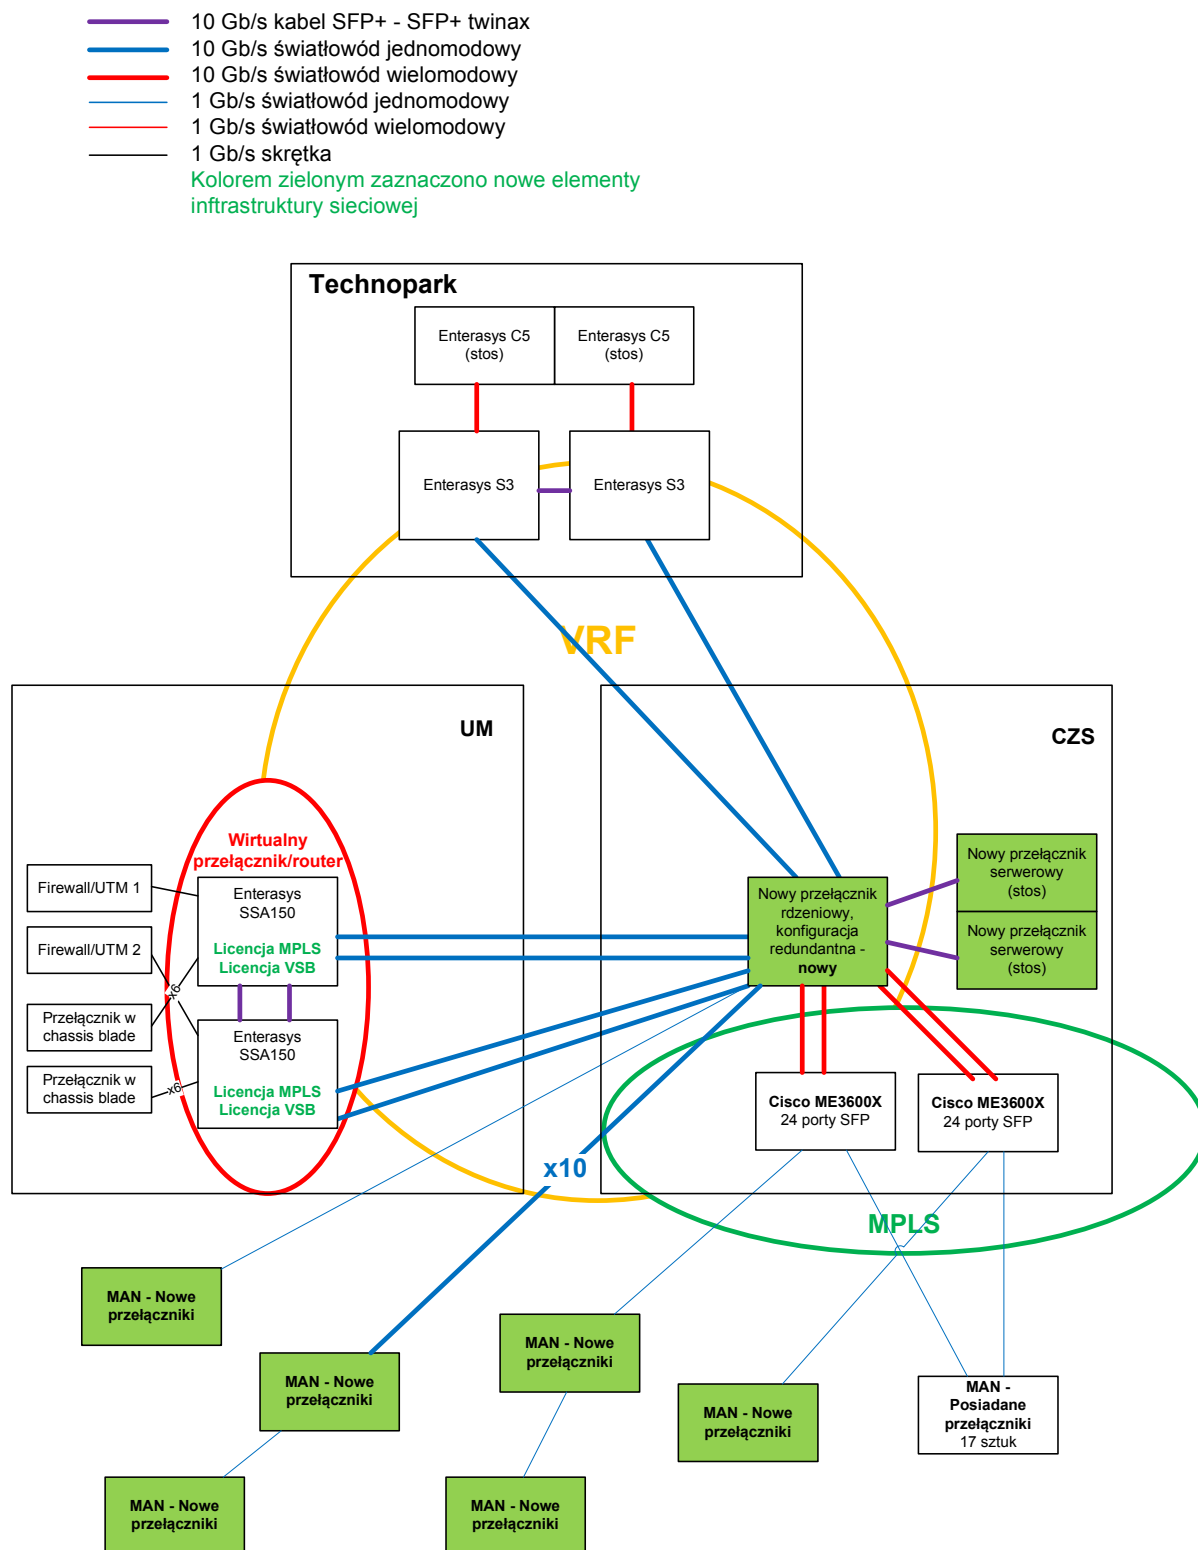 10 Gb/s kabel SFP+ - SFP+ twinax
10 Gb/s światłowód jednomodowy
10 Gb/s światłowód wielomodowy
1 Gb/s światłowód jednomodowy
1 Gb/s światłowód wielomodowy
1 Gb/s skrętka
Kolorem zielonym zaznaczono nowe elementy
inftrastruktury sieciowej
Technopark
Enterasys C5
(stos)
Enterasys C5
(stos)
Enterasys S3
Enterasys S3
VRF
UM
CZS
Wirtualny
przełącznik/router
Firewall/UTM 1
Firewall/UTM 2
Przełącznik w
chassis blade
Przełącznik w
chassis blade
x6
x6
Enterasys
SSA150
Licencja MPLS
Licencja VSB
Enterasys
SSA150
Licencja MPLS
Licencja VSB
Nowy przełącznik
rdzeniowy,
konfiguracja
redundantna -
nowy
Nowy przełącznik
serwerowy
(stos)
Nowy przełącznik
serwerowy
(stos)
Cisco ME3600X
24 porty SFP
Cisco ME3600X
24 porty SFP
x10
MPLS
MAN - Nowe
przełączniki
MAN - Nowe
przełączniki
MAN - Nowe
przełączniki
MAN - Nowe
przełączniki
MAN -
Posiadane
przełączniki
17 sztuk
MAN - Nowe
przełączniki
MAN - Nowe
przełączniki